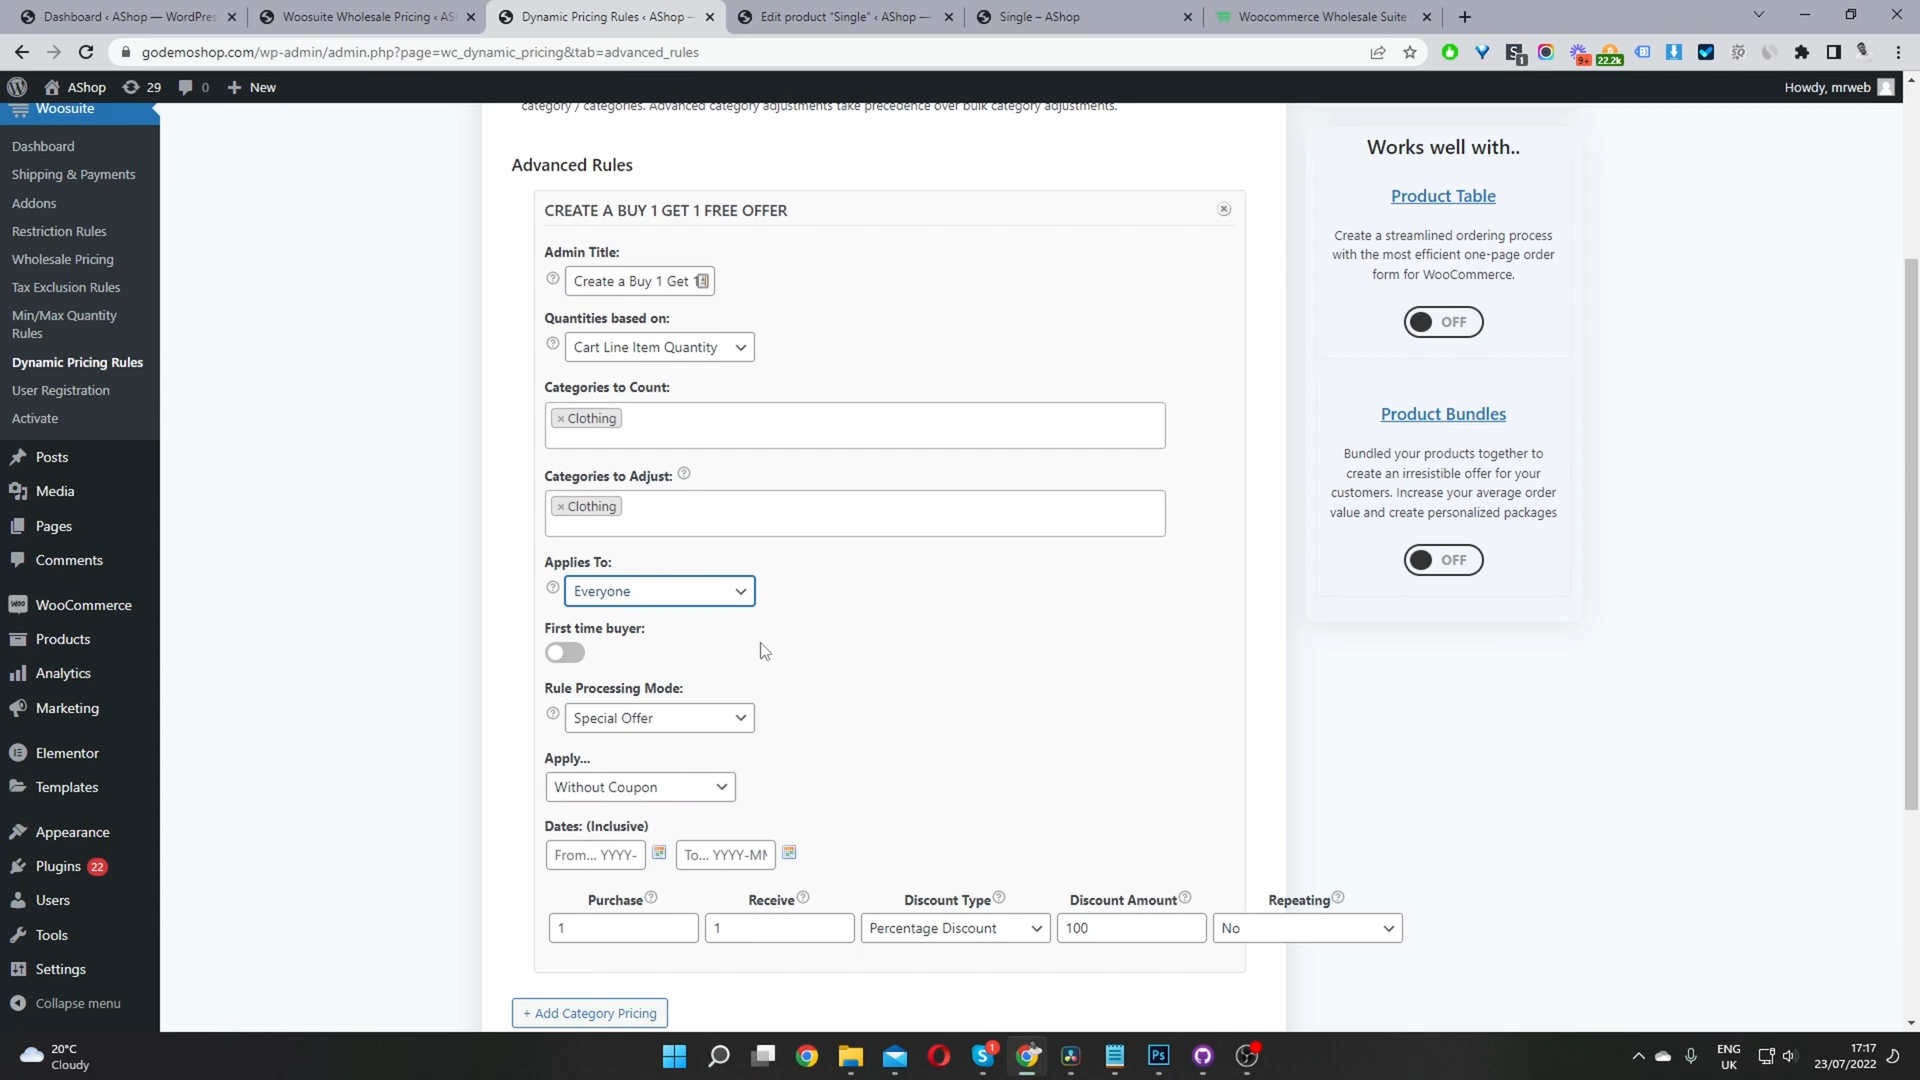 Dashboard ‹ AShop — WordPres
Woosuite Wholesale Pricing ‹ AS
Dynamic Pricing Rules ‹ AShop —
Edit product "Single" ‹ AShop —
Single – AShop
Woocommerce Wholesale Suite -
godemoshop.com/wp-admin/admin.php?page=wc_dynamic_pricing&tab=advanced_rules
1
9+
22.2k
AShop
29
0
New
Howdy, mrweb
Woosuite
Dashboard
Shipping & Payments
Addons
Restriction Rules
Wholesale Pricing
Tax Exclusion Rules
Min/Max Quantity
Rules
Dynamic Pricing Rules
User Registration
Activate
Posts
Media
Pages
Comments
WooCommerce
Products
Analytics
Marketing
Elementor
Templates
Appearance
Plugins 22
Users
Tools
Settings
Collapse menu
category / categories. Advanced category adjustments take precedence over bulk category adjustments.
Advanced Rules
CREATE A BUY 1 GET 1 FREE OFFER
Admin Title:
Create a Buy 1 Get 1
Quantities based on:
Cart Line Item Quantity
Categories to Count:
× Clothing
Categories to Adjust:
× Clothing
Applies To:
Everyone
First time buyer:
Rule Processing Mode:
Special Offer
Apply...
Without Coupon
Dates: (Inclusive)
From... YYYY-
To... YYYY-MM
Purchase Receive Discount Type Discount Amount Repeating
1 1 Percentage Discount 100 No
+ Add Category Pricing
Works well with..
Product Table
Create a streamlined ordering process
with the most efficient one-page order
form for WooCommerce.
OFF
Product Bundles
Bundled your products together to
create an irresistible offer for your
customers. Increase your average order
value and create personalized packages
OFF
20°C
Cloudy
1
Ps
ENG
UK
17:17
23/07/2022